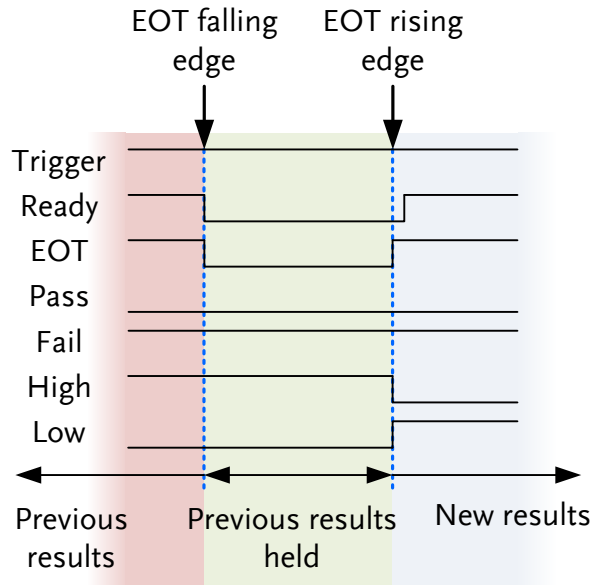 EOT falling
edge
EOT rising
edge
Trigger
Ready
EOT
Pass
Fail
High
Low
Previous
results
Previous results
held
New results